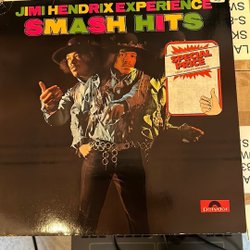 JIMI HENDRIX EXPERIENCE
SMASH HITS
SPECIAL
PRICE
Polydor